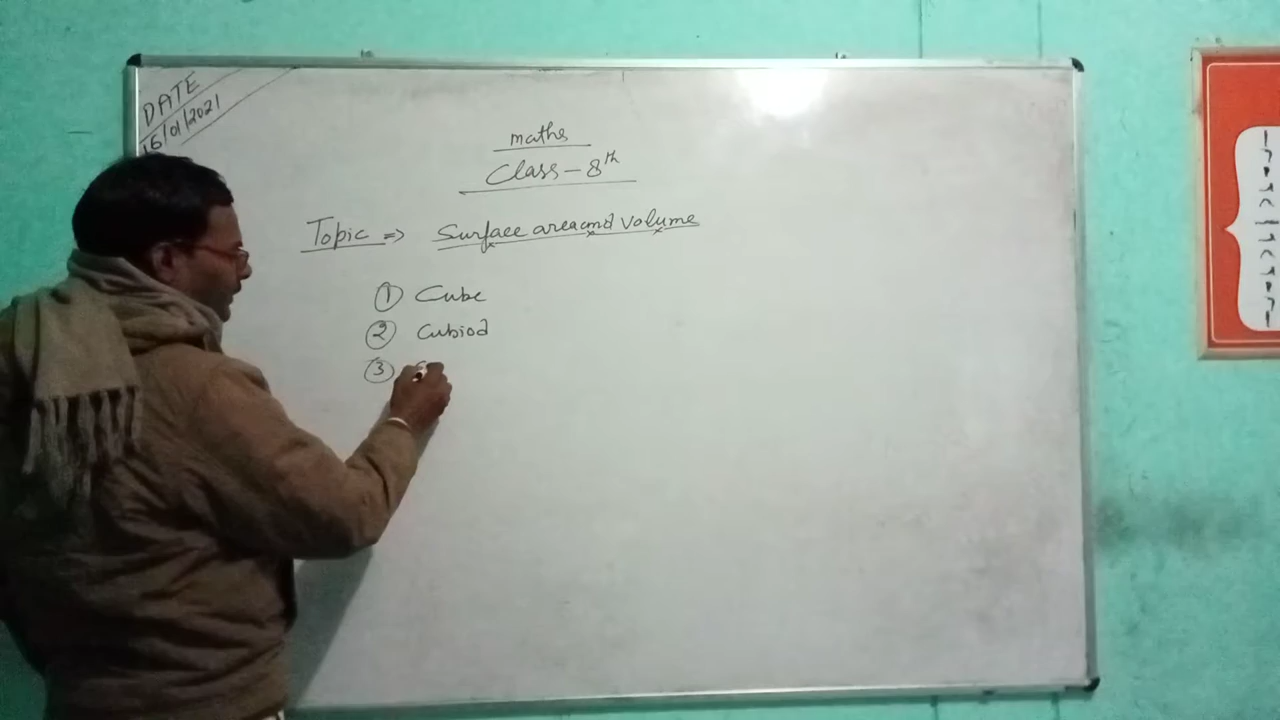 DATE
16/01/2021
maths
Class - 8th
Topic => Surface area and volume
① Cube
② Cubiod
③